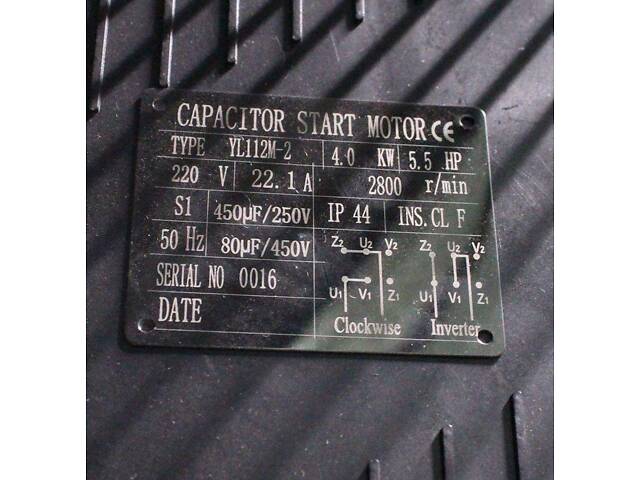 CAPACITOR START MOTOR CE
TYPE YL112M-2 4.0 KW 5.5 HP
220 V 22.1 A 2800 r/min
S1 450µF/250V IP 44 INS.CL F
50 Hz 80µF/450V
Z2 U2 V2 Z2 U2 V2
SERIAL NO 0016
U1 V1 Z1 U1 V1 Z1
DATE
Clockwise Inverter